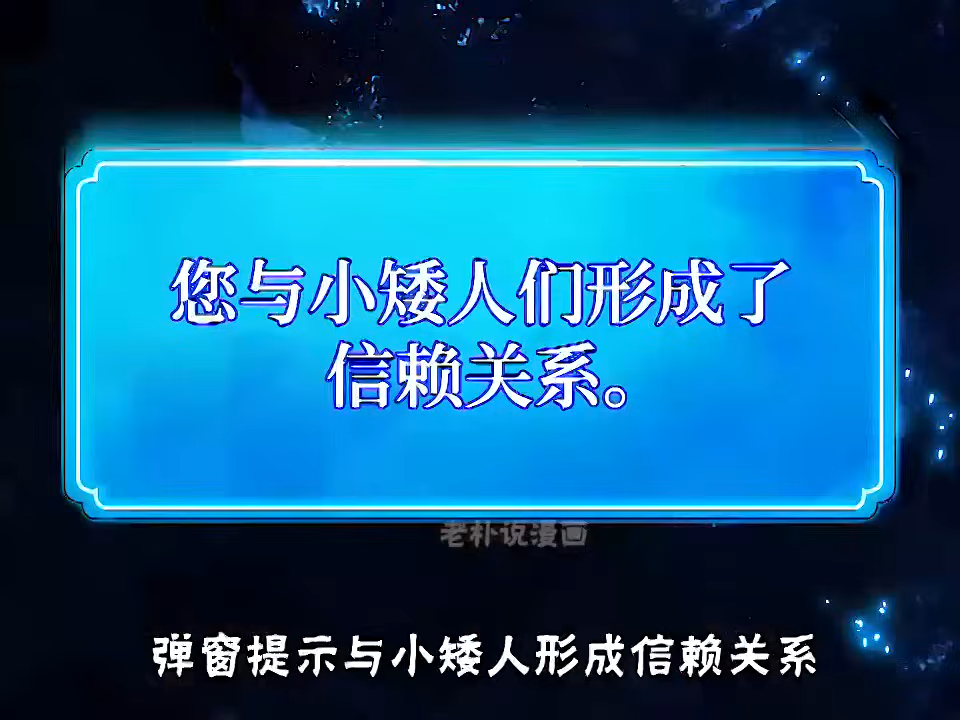 您与小矮人们形成了
信赖关系。
老朴说漫画
弹窗提示与小矮人形成信赖关系